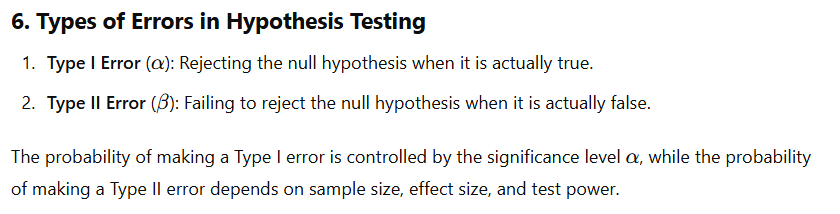 6. Types of Errors in Hypothesis Testing
1. Type I Error (α): Rejecting the null hypothesis when it is actually true.
2. Type II Error (β): Failing to reject the null hypothesis when it is actually false.
The probability of making a Type I error is controlled by the significance level α, while the probability
of making a Type II error depends on sample size, effect size, and test power.